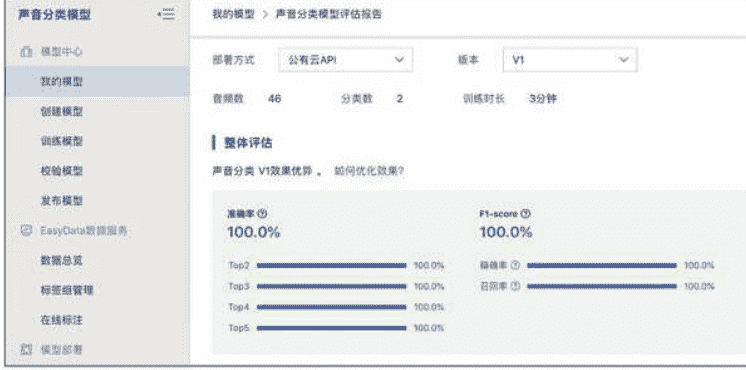 声音分类模型
我的模型 > 声音分类模型评估报告
模型中心
我的模型
创建模型
训练模型
校验模型
发布模型
EasyData数据服务
数据总览
标签组管理
在线标注
模型部署
部署方式 公有云API 版本 V1
音频数 46 分类数 2 训练时长 3分钟
整体评估
声音分类 V1效果优异 。 如何优化效果?
准确率 ?
100.0%
Top2 100.0%
Top3 100.0%
Top4 100.0%
Top5 100.0%
F1-score ?
100.0%
精确率 ? 100.0%
召回率 ? 100.0%